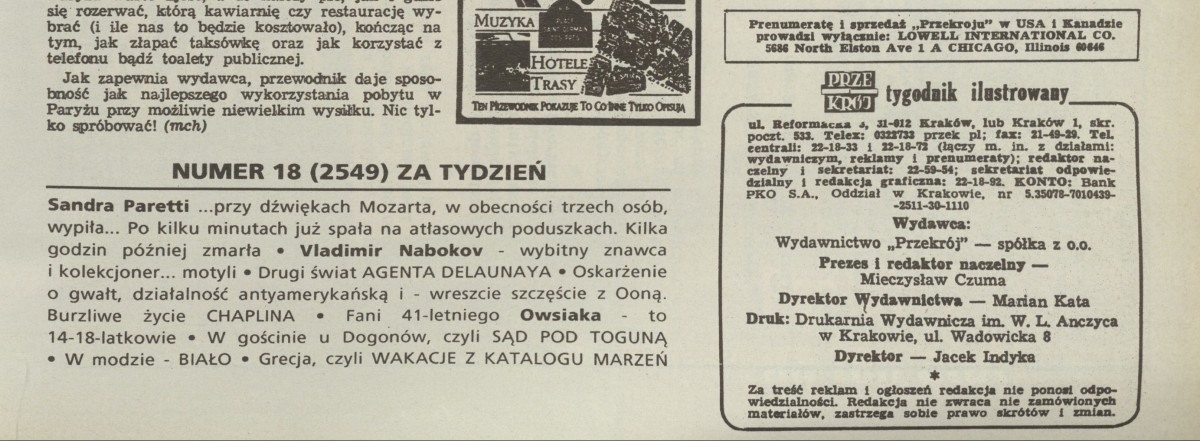 się rozerwać, którą kawiarnię czy restaurację wy-
brać (i ile nas to będzie kosztowało), kończąc na
tym, jak złapać taksówkę oraz jak korzystać z
telefonu bądź toalety publicznej.
Jak zapewnia wydawca, przewodnik daje sposo-
bność jak najlepszego wykorzystania pobytu w
Paryżu przy możliwie niewielkim wysiłku. Nic tyl-
ko spróbować! (mch)
MUZYKA
HOTELE
TRASY
TEN PRZEWODNIK POKAZUJE TO CO INNE TYLKO OPISUJĄ
NUMER 18 (2549) ZA TYDZIEŃ
Sandra Paretti ...przy dźwiękach Mozarta, w obecności trzech osób,
wypiła... Po kilku minutach już spała na atłasowych poduszkach. Kilka
godzin później zmarła • Vladimir Nabokov - wybitny znawca
i kolekcjoner... motyli • Drugi świat AGENTA DELAUNAYA • Oskarżenie
o gwałt, działalność antyamerykańską i - wreszcie szczęście z Ooną.
Burzliwe życie CHAPLINA • Fani 41-letniego Owsiaka - to
14-18-latkowie • W gościnie u Dogonów, czyli SĄD POD TOGUNĄ
• W modzie - BIAŁO • Grecja, czyli WAKACJE Z KATALOGU MARZEŃ
Prenumeratę i sprzedaż „Przekroju" w USA i Kanadzie
prowadzi wyłącznie: LOWELL INTERNATIONAL CO.
5686 North Elston Ave 1 A CHICAGO, Illinois 60646
PRZE
KRÓJ tygodnik ilustrowany
ul. Reformacka 3, 31-012 Kraków, lub Kraków 1, skr.
poczt. 533. Telex: 0322733 przek pl; fax: 21-49-29. Tel.
centrali: 22-18-33 i 22-18-72 (łączy m. in. z działami:
wydawniczym, reklamy i prenumeraty); redaktor na-
czelny i sekretariat: 22-59-54; sekretariat odpowie-
dzialny i redakcja graficzna: 22-18-92. KONTO: Bank
PKO S.A., Oddział w Krakowie, nr 5.35078-7010439-
-2511-30-1110
Wydawca:
Wydawnictwo „Przekrój" — spółka z o.o.
Prezes i redaktor naczelny —
Mieczysław Czuma
Dyrektor Wydawnictwa — Marian Kata
Druk: Drukarnia Wydawnicza im. W. L. Anczyca
w Krakowie, ul. Wadowicka 8
Dyrektor — Jacek Indyka
*
Za treść reklam i ogłoszeń redakcja nie ponosi odpo-
wiedzialności. Redakcja nie zwraca nie zamówionych
materiałów, zastrzega sobie prawo skrótów i zmian.